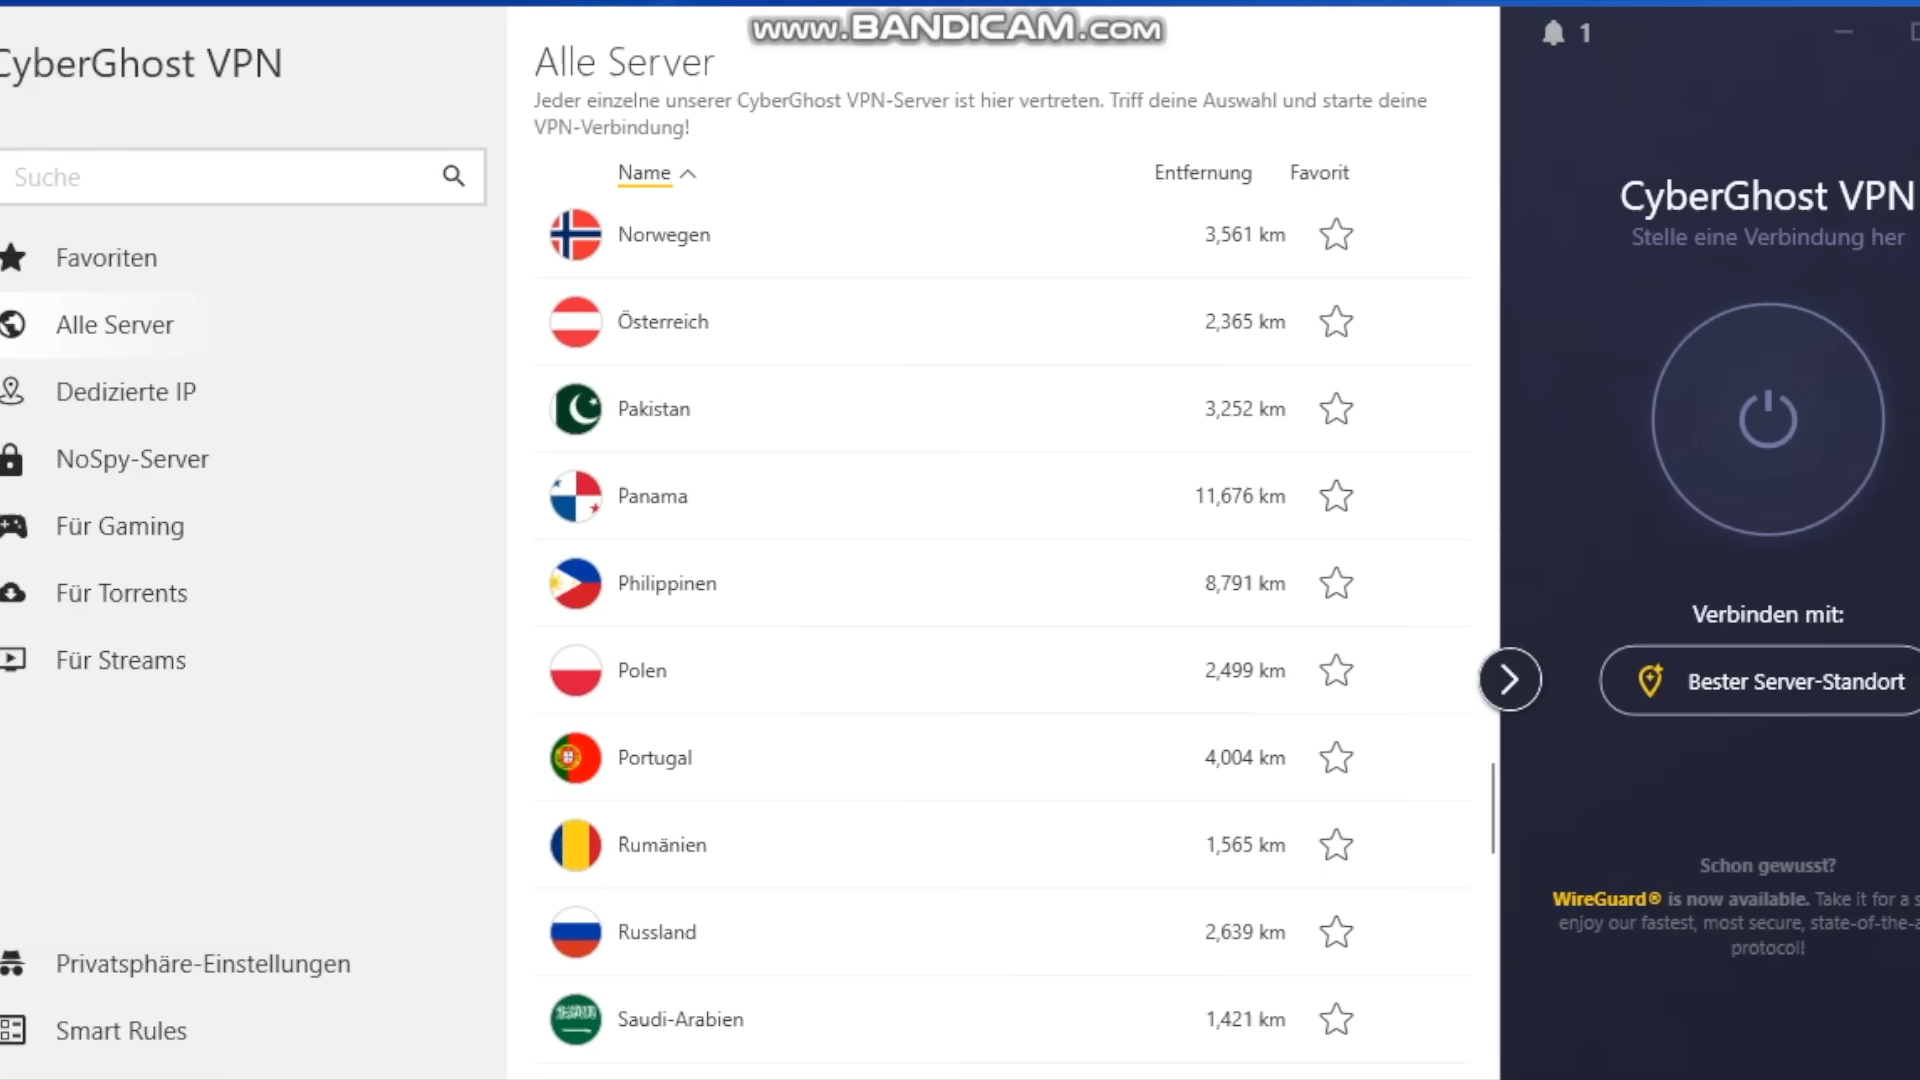 www.BANDICAM.com
CyberGhost VPN
Suche
Favoriten
Alle Server
Dedizierte IP
NoSpy-Server
Für Gaming
Für Torrents
Für Streams
Privatsphäre-Einstellungen
Smart Rules
Alle Server
Jeder einzelne unserer CyberGhost VPN-Server ist hier vertreten. Triff deine Auswahl und starte deine
VPN-Verbindung!
Name Entfernung Favorit
Norwegen 3,561 km
Österreich 2,365 km
Pakistan 3,252 km
Panama 11,676 km
Philippinen 8,791 km
Polen 2,499 km
Portugal 4,004 km
Rumänien 1,565 km
Russland 2,639 km
Saudi-Arabien 1,421 km
1
CyberGhost VPN
Stelle eine Verbindung her
Verbinden mit:
Bester Server-Standort
Schon gewusst?
WireGuard® is now available. Take it for a
enjoy our fastest, most secure, state-of-the-
protocol!